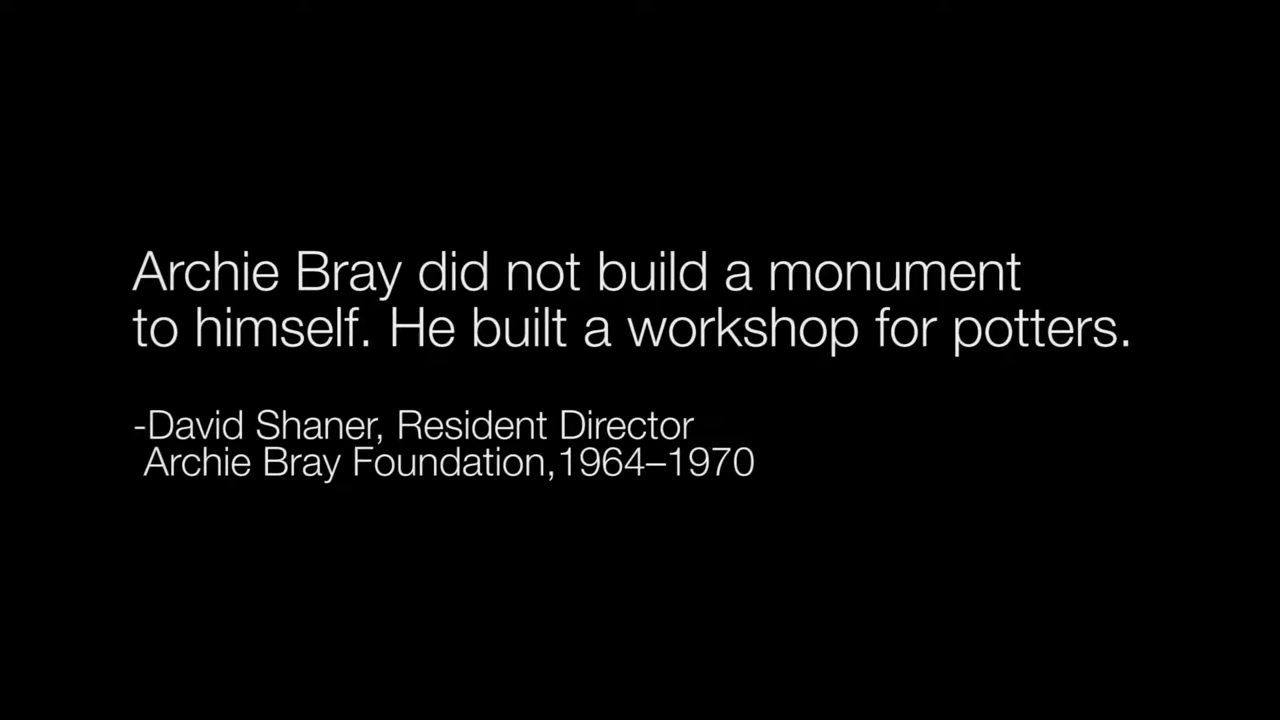 Archie Bray did not build a monument
to himself. He built a workshop for potters.
-David Shaner, Resident Director
Archie Bray Foundation,1964–1970